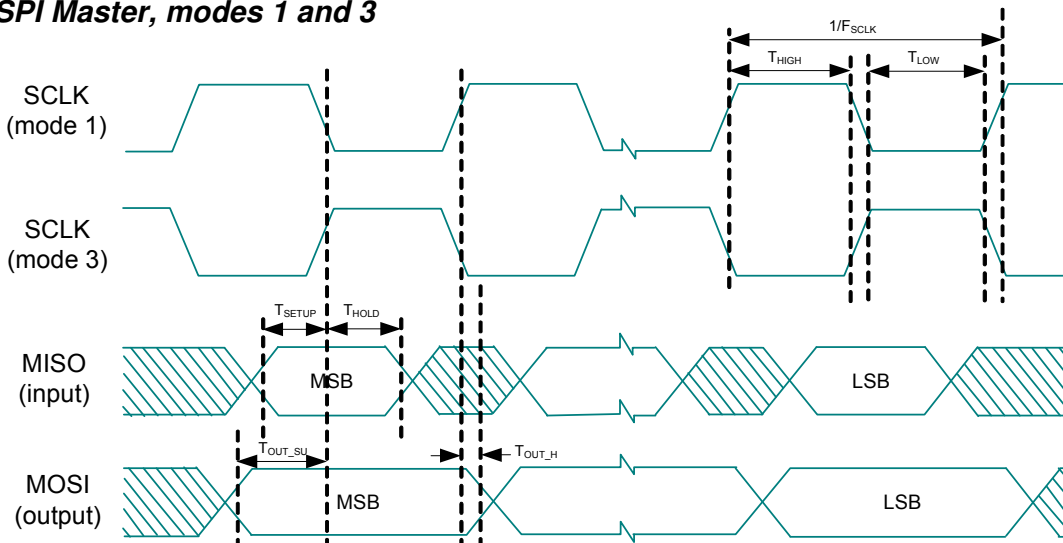 SPI Master, modes 1 and 3
1/FSCLK
THIGH
TLOW
SCLK
(mode 1)
SCLK
(mode 3)
TSETUP
THOLD
MISO
(input)
MSB
LSB
TOUT_SU
TOUT_H
MOSI
(output)
MSB
LSB